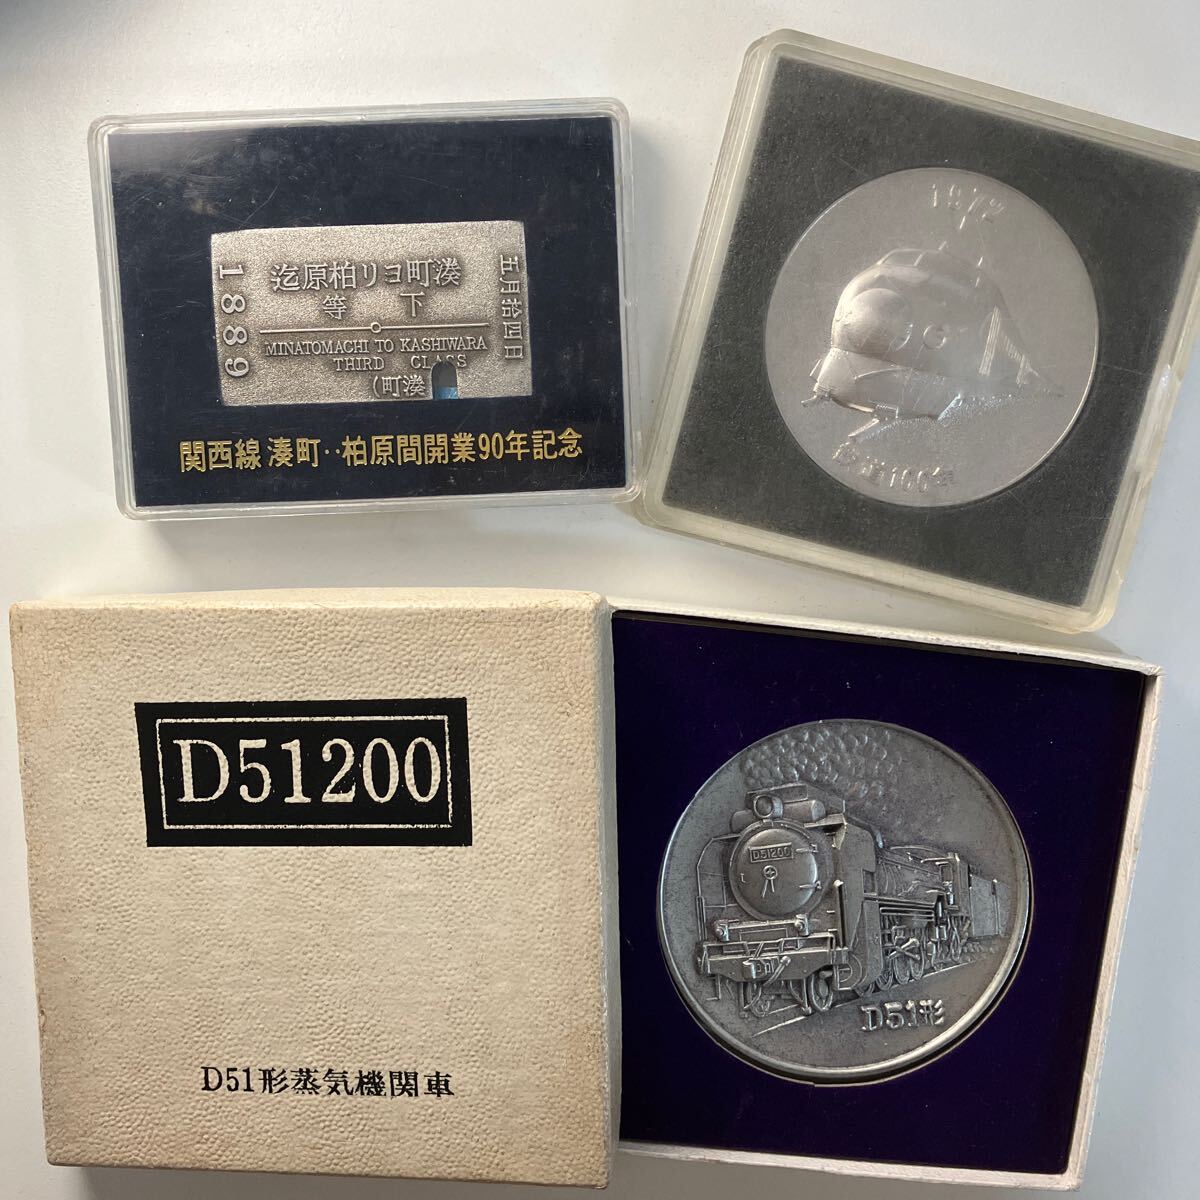 湊町ヨリ柏原迄
下等
MINATOMACHI TO KASHIWARA
THIRD CLASS
(湊町
1889
五月拾四日
関西線 湊町‥柏原間開業90年記念
1972
100年
D51200
D51形蒸気機関車
D51200
D51形